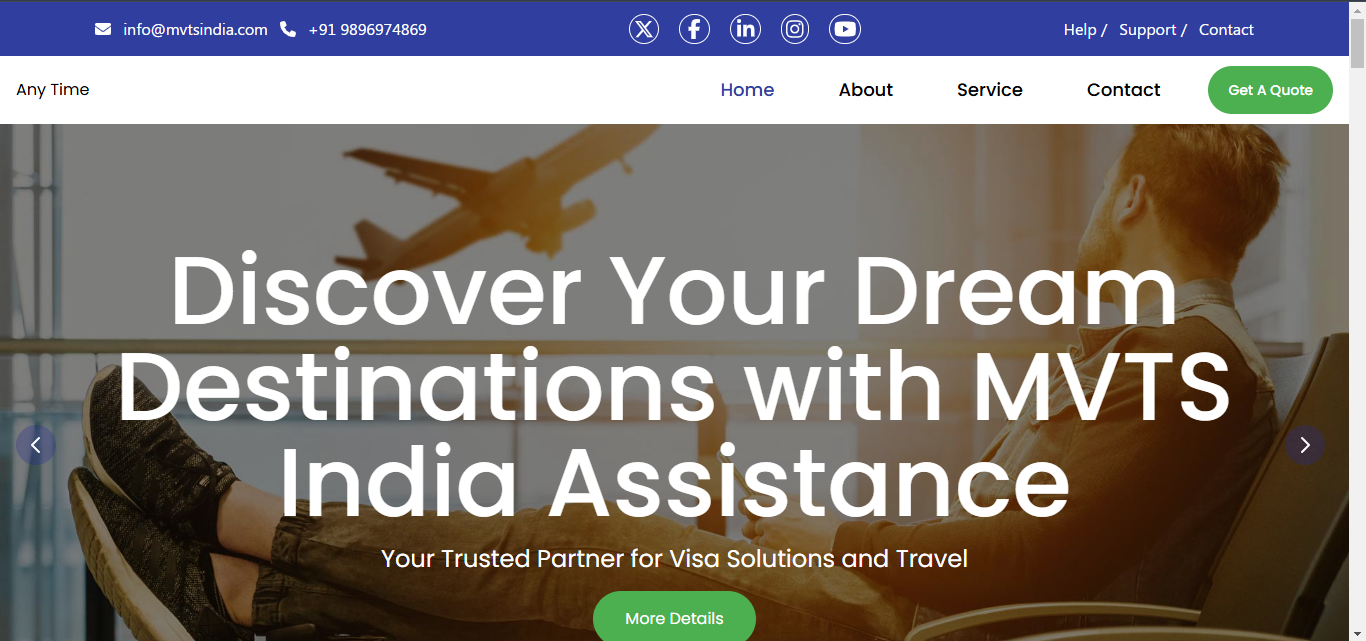 info@mvtsindia.com +91 9896974869 Help / Support / Contact
Any Time Home About Service Contact Get A Quote
Discover Your Dream
Destinations with MVTS
India Assistance
Your Trusted Partner for Visa Solutions and Travel
More Details